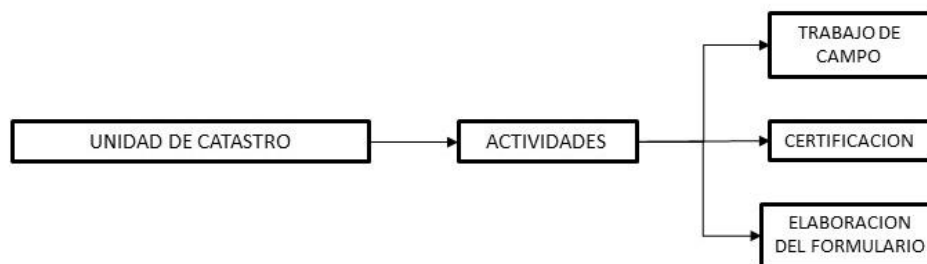 UNIDAD DE CATASTRO
ACTIVIDADES
TRABAJO DE
CAMPO
CERTIFICACION
ELABORACION
DEL FORMULARIO